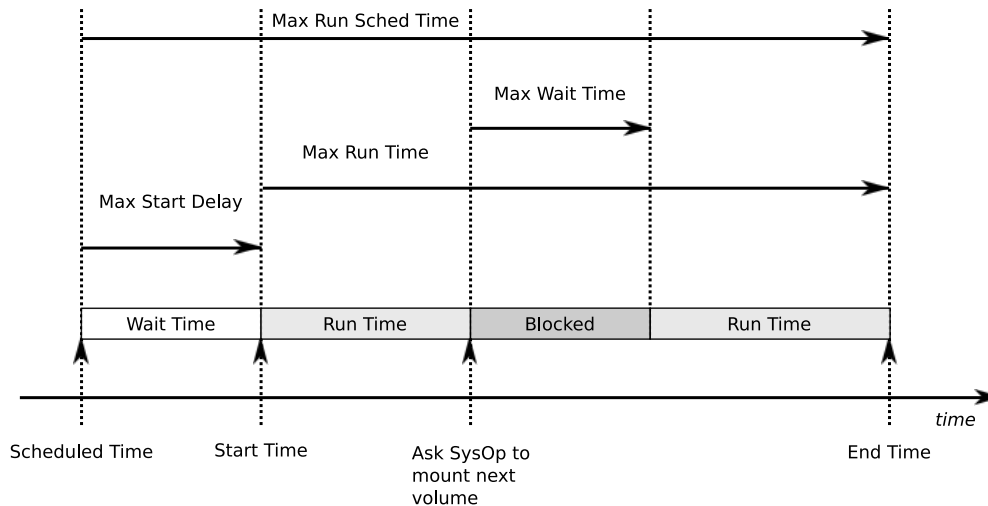 Max Run Sched Time
Max Wait Time
Max Run Time
Max Start Delay
Wait Time
Run Time
Blocked
Run Time
time
Scheduled Time
Start Time
Ask SysOp to
mount next
volume
End Time